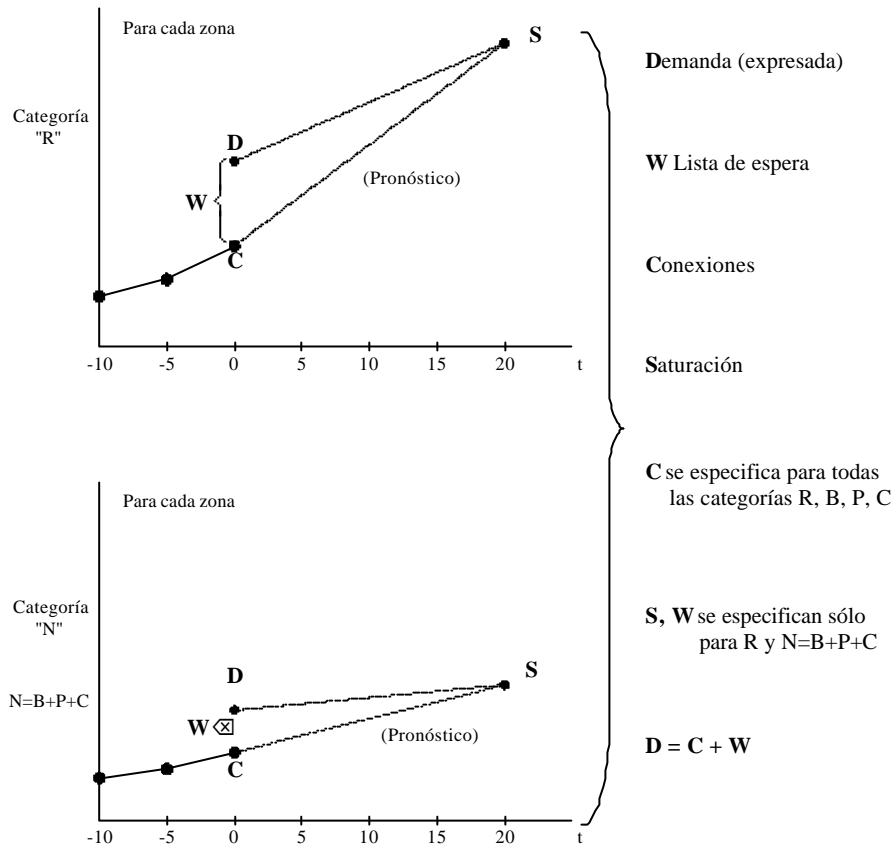 Para cada zona
S
Categoría
"R"
D
W
(Pronóstico)
C
-10 -5 0 5 10 15 20 t
Para cada zona
Categoría
"N"
N=B+P+C
D
S
W
(Pronóstico)
C
-10 -5 0 5 10 15 20 t
Demanda (expresada)
W Lista de espera
Conexiones
Saturación
C se especifica para todas
las categorías R, B, P, C
S, W se especifican sólo
para R y N=B+P+C
D = C + W